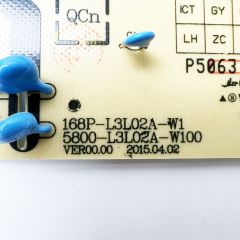 QCn
ICT GY
LH ZC
P5063
168P-L3L02A-W1
5800-L3L02A-W100
VER00.00 2015.04.02